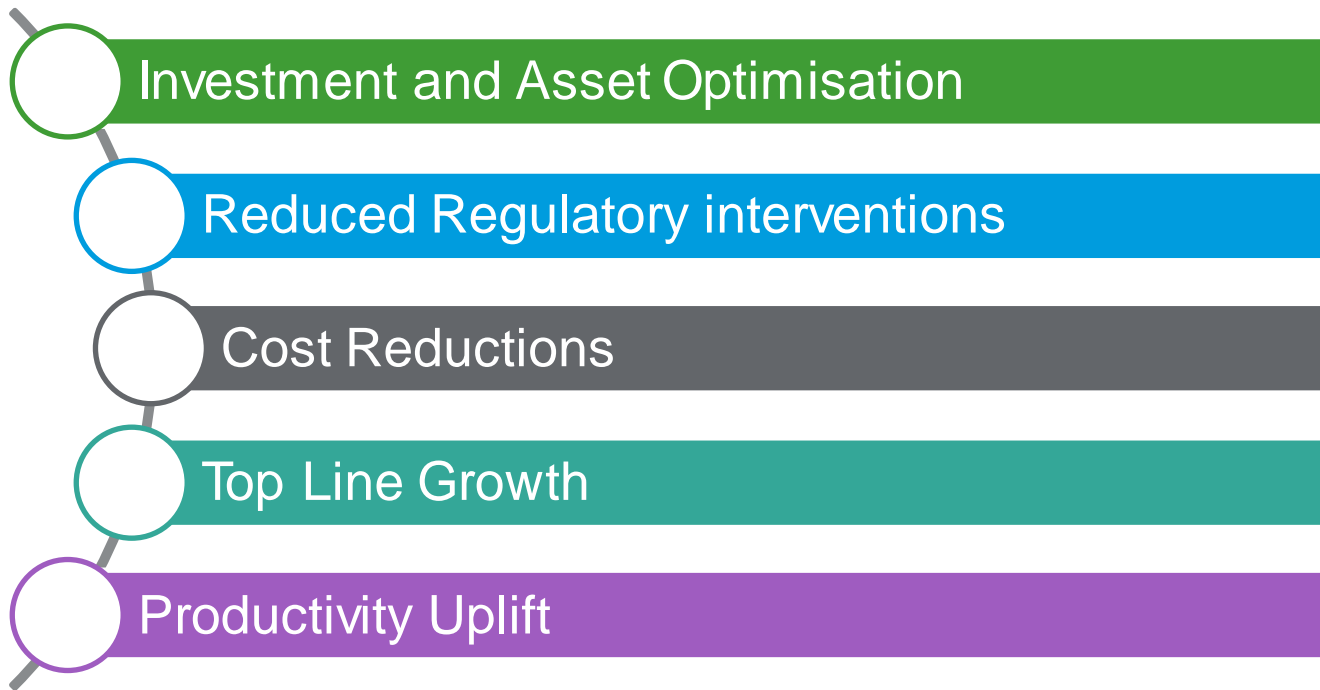 Investment and Asset Optimisation
Reduced Regulatory interventions
Cost Reductions
Top Line Growth
Productivity Uplift